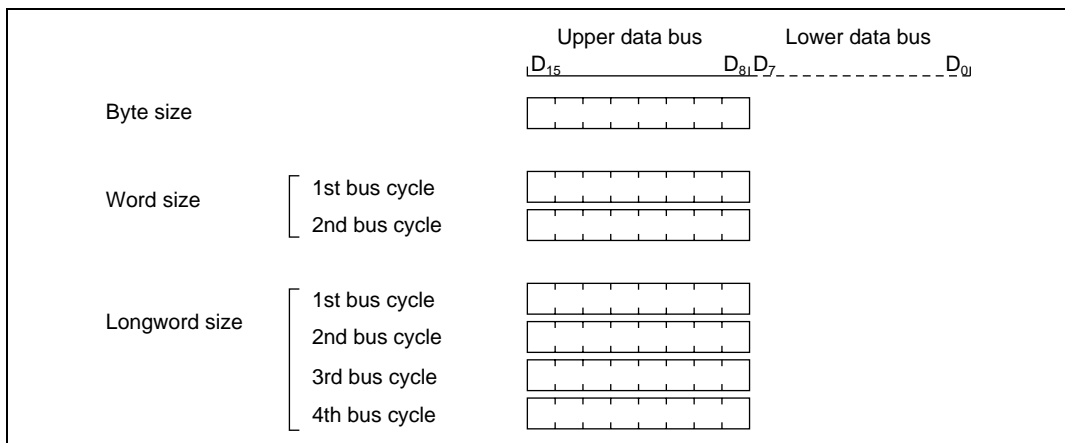 Upper data bus Lower data bus
D15 D8 D7 D0
Byte size
Word size
1st bus cycle
2nd bus cycle
Longword size
1st bus cycle
2nd bus cycle
3rd bus cycle
4th bus cycle